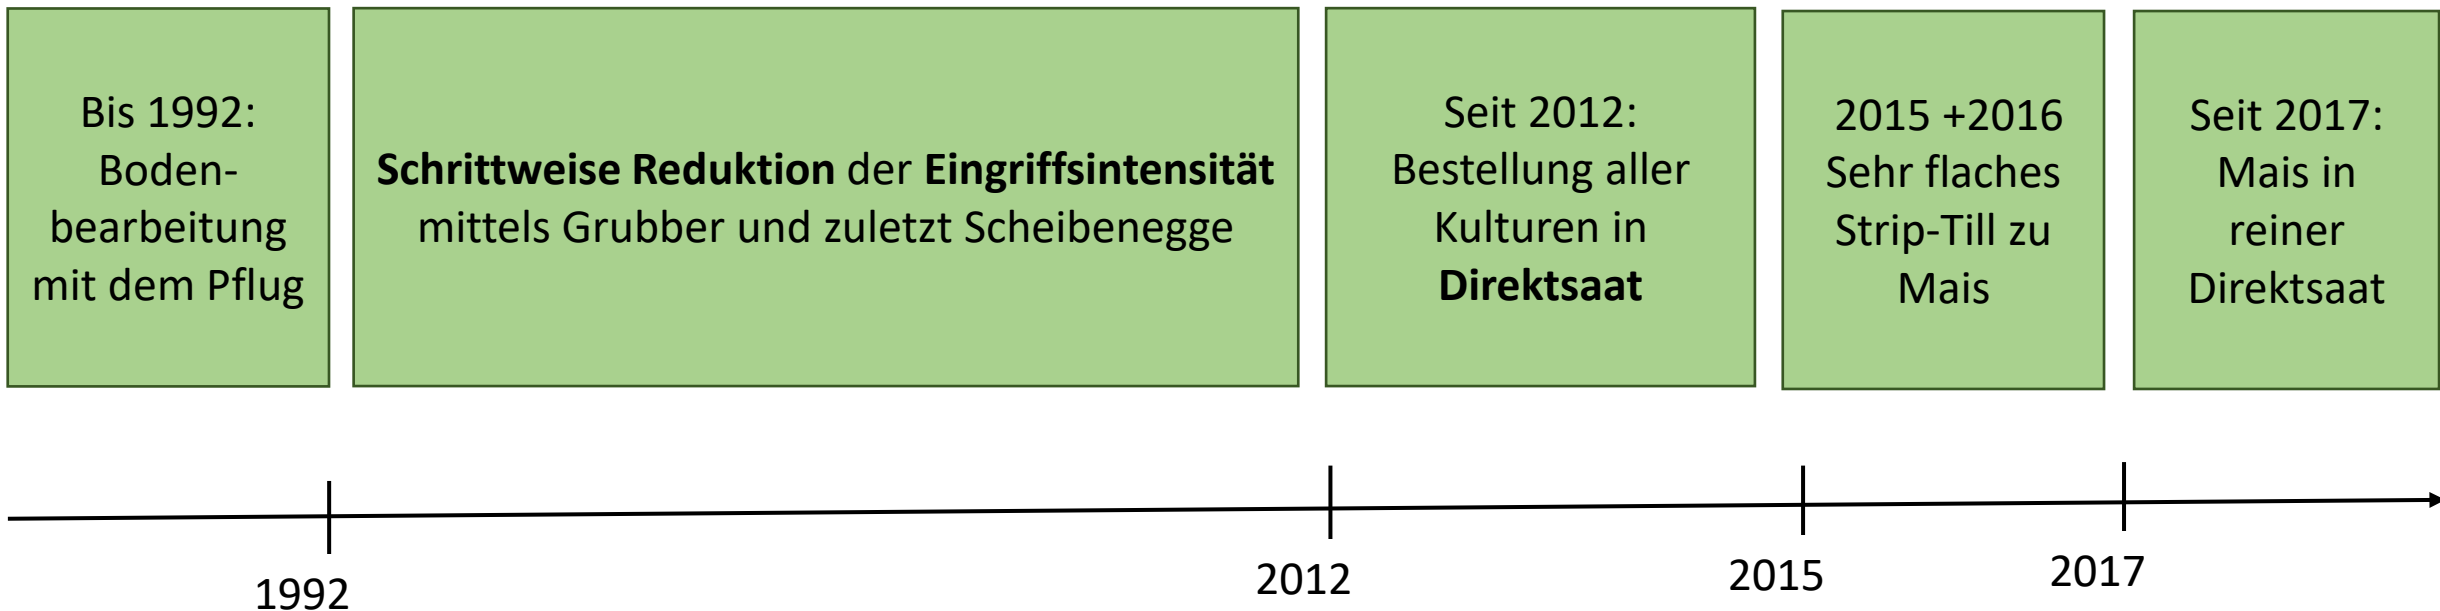 Bis 1992:
Boden-
bearbeitung
mit dem Pflug
Schrittweise Reduktion der Eingriffsintensität
mittels Grubber und zuletzt Scheibenegge
Seit 2012:
Bestellung aller
Kulturen in
Direktsaat
2015 +2016
Sehr flaches
Strip-Till zu
Mais
Seit 2017:
Mais in
reiner
Direktsaat
1992
2012
2015
2017